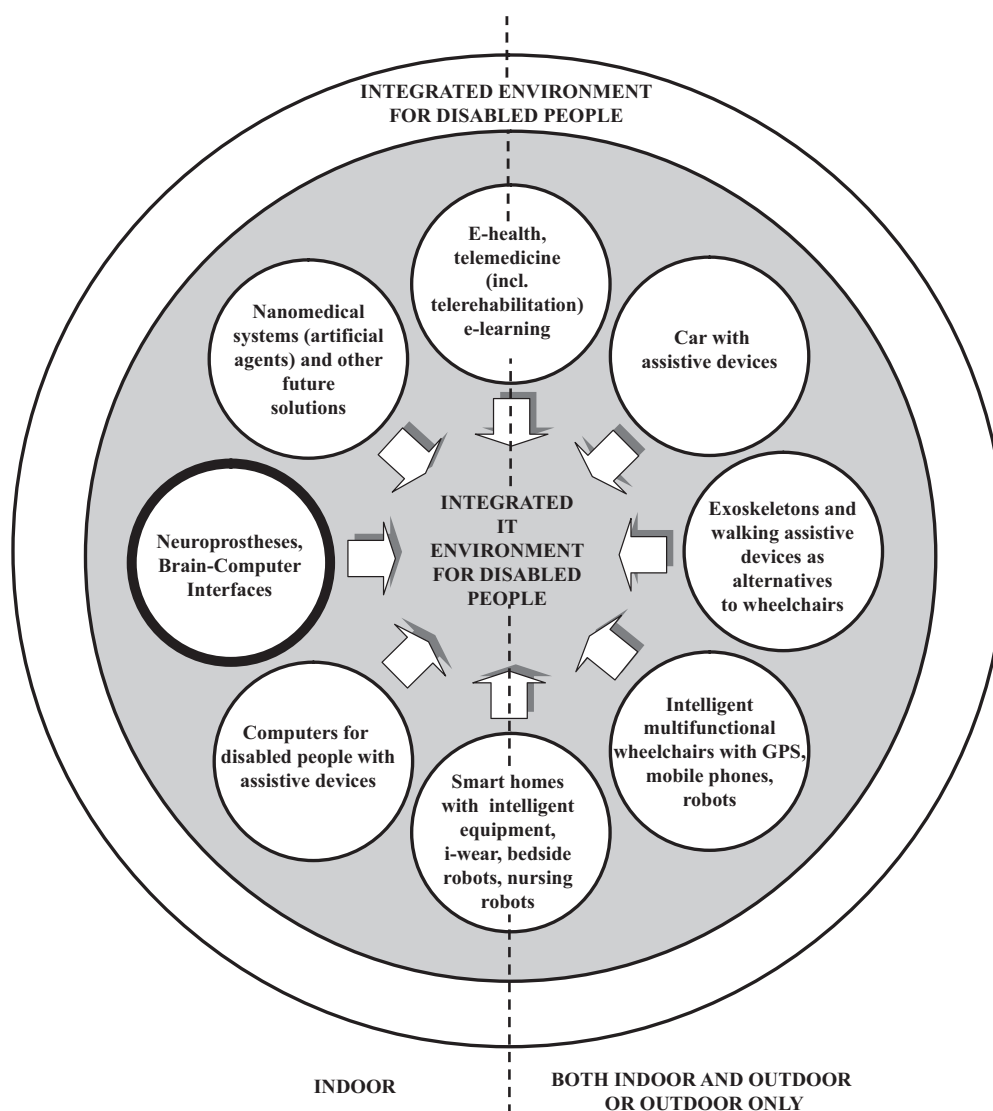 INTEGRATED ENVIRONMENT
FOR DISABLED PEOPLE
E-health,
telemedicine
(incl.
telerehabilitation)
e-learning
Nanomedical
systems (artificial
agents) and other
future
solutions
Car with
assistive devices
INTEGRATED
IT
ENVIRONMENT
FOR DISABLED
PEOPLE
Neuroprostheses,
Brain-Computer
Interfaces
Exoskeletons and
walking assistive
devices as
alternatives
to wheelchairs
Computers for
disabled people with
assistive devices
Smart homes
with intelligent
equipment,
i-wear, bedside
robots, nursing
robots
Intelligent
multifunctional
wheelchairs with GPS,
mobile phones,
robots
INDOOR
BOTH INDOOR AND OUTDOOR
OR OUTDOOR ONLY